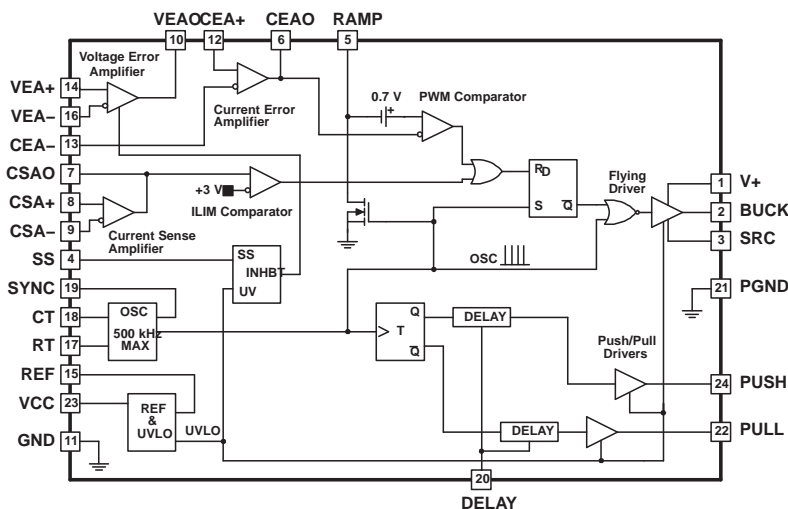 VEAO CEA+ CEAO RAMP
10 12 6 5
Voltage Error
Amplifier
VEA+ 14
VEA− 16
CEA− 13
Current Error
Amplifier
0.7 V
+
PWM Comparator
CSAO 7
CSA+ 8
CSA− 9
+3 V
ILIM Comparator
Current Sense
Amplifier
RD
S
Q
Flying
Driver
1 V+
2 BUCK
3 SRC
SS 4
SS
INHBT
UV
OSC
SYNC 19
CT 18
RT 17
OSC
500 kHz
MAX
21 PGND
T
Q
Q
DELAY
Push/Pull
Drivers
REF 15
VCC 23
REF
&
UVLO
UVLO
GND 11
24 PUSH
DELAY
22 PULL
20
DELAY